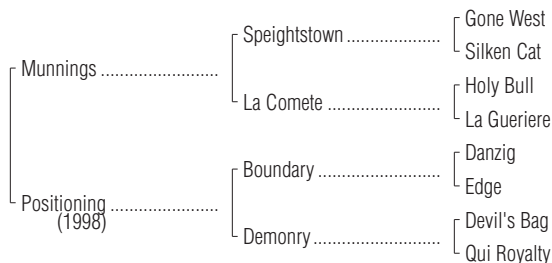 Gone West
Speightstown
Silken Cat
Munnings
Holy Bull
La Comete
La Gueriere
Danzig
Boundary
Edge
Positioning
(1998)
Devil's Bag
Demonry
Qui Royalty